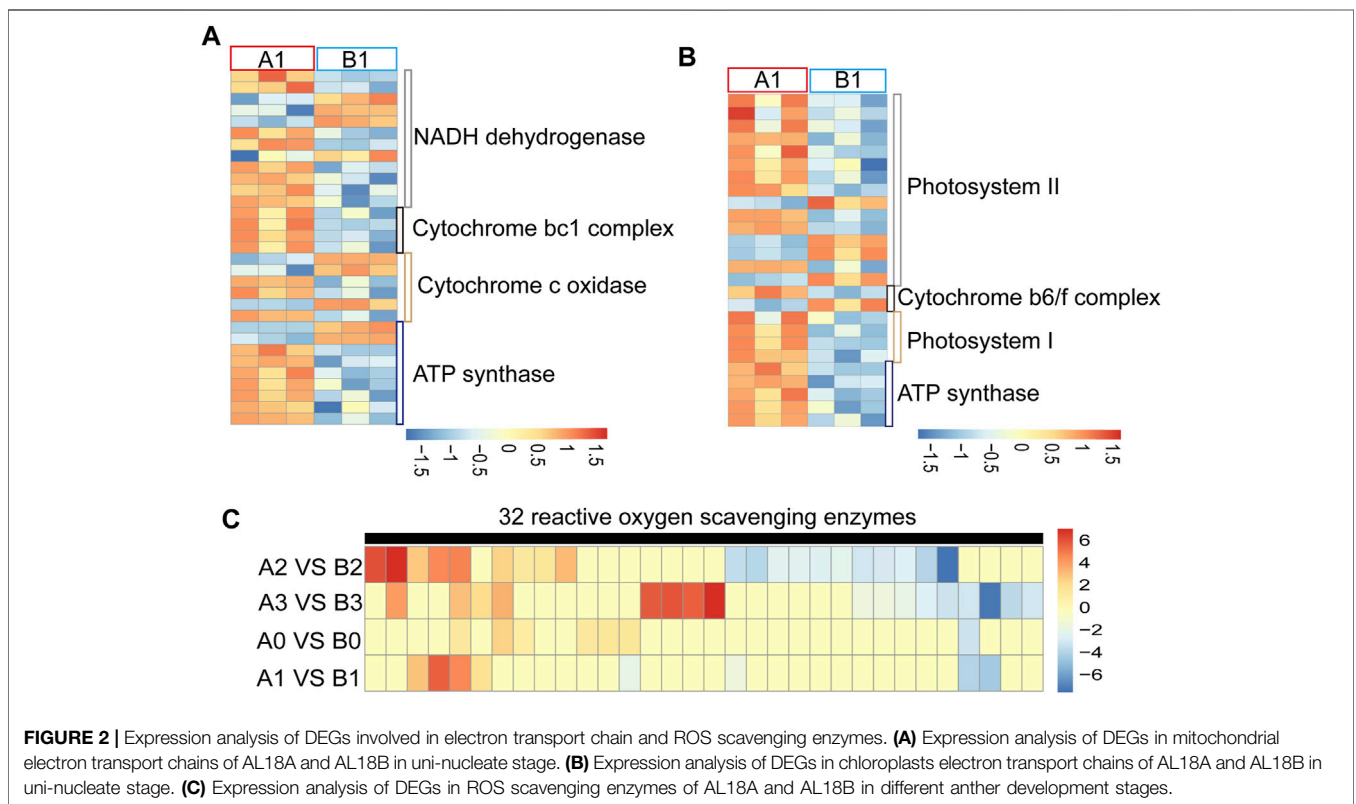 A
A1 B1
NADH dehydrogenase
Cytochrome bc1 complex
Cytochrome c oxidase
ATP synthase
−1.5 −1 −0.5 0 0.5 1 1.5
B
A1 B1
Photosystem II
Cytochrome b6/f complex
Photosystem I
ATP synthase
−1.5 −1 −0.5 0 0.5 1 1.5
C
32 reactive oxygen scavenging enzymes
A2 VS B2
A3 VS B3
A0 VS B0
A1 VS B1
6
4
2
0
−2
−4
−6
FIGURE 2 | Expression analysis of DEGs involved in electron transport chain and ROS scavenging enzymes. (A) Expression analysis of DEGs in mitochondrial
electron transport chains of AL18A and AL18B in uni-nucleate stage. (B) Expression analysis of DEGs in chloroplasts electron transport chains of AL18A and AL18B in
uni-nucleate stage. (C) Expression analysis of DEGs in ROS scavenging enzymes of AL18A and AL18B in different anther development stages.